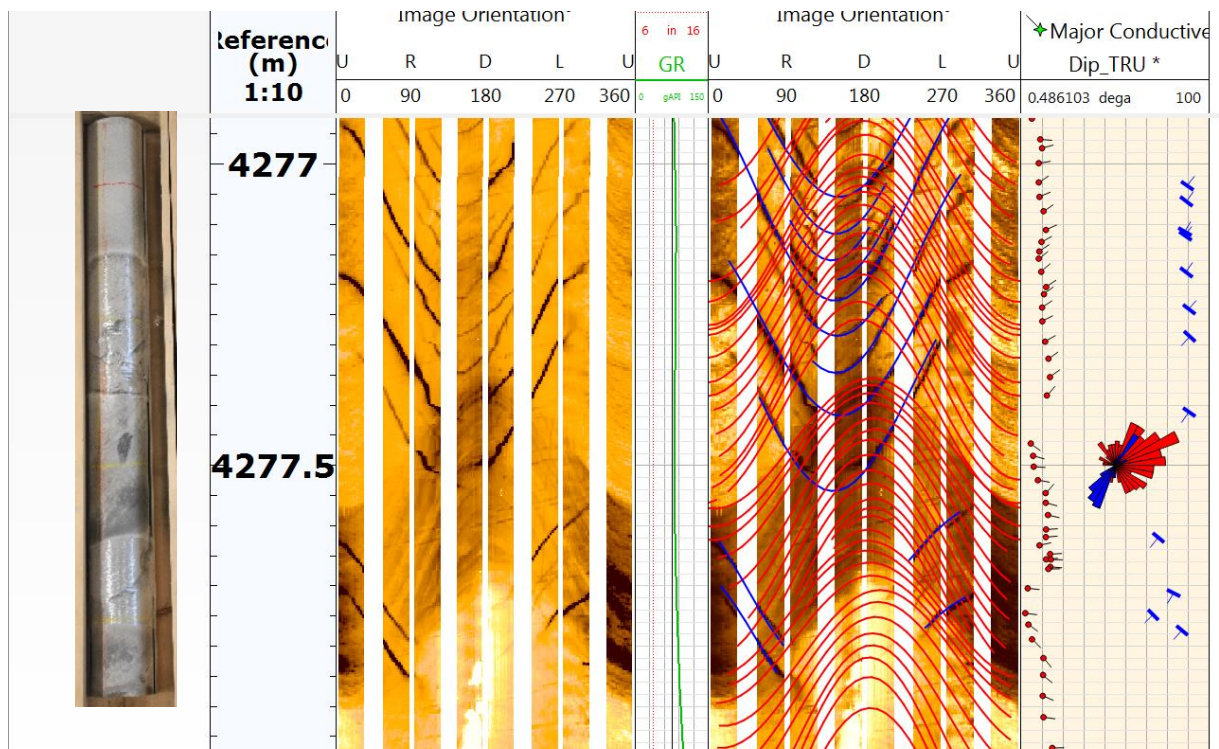 Image Orientation*
6 in 16
Image Orientation*
Major Conductive
(m)
U R D L U
GR
U R D L U
Dip_TRU *
1:10
0 90 180 270 360
0 gAPI 150
0 90 180 270 360
0.486103 dega 100
4277
4277.5